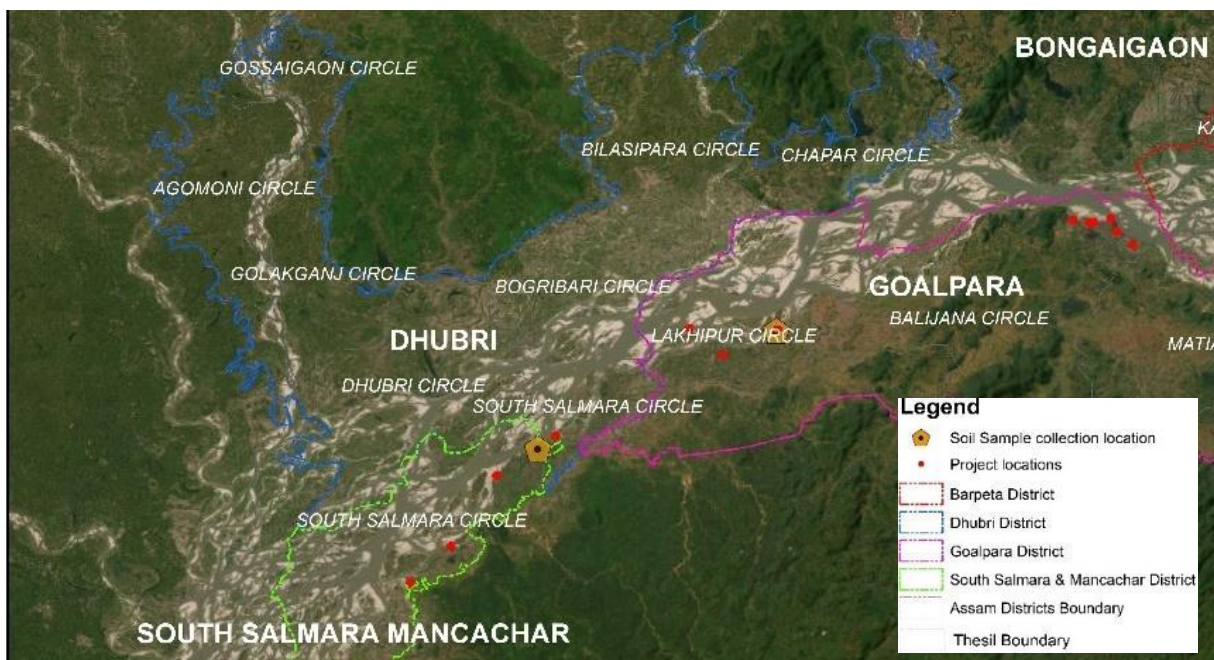 BONGAIGAON
GOSSAIGAON CIRCLE
BILASIPARA CIRCLE
CHAPAR CIRCLE
KA
AGOMONI CIRCLE
GOLAKGANJ CIRCLE
BOGRIBARI CIRCLE
GOALPARA
BALIJANA CIRCLE
DHUBRI
LAKHIPUR CIRCLE
MATIA
DHUBRI CIRCLE
SOUTH SALMARA CIRCLE
SOUTH SALMARA CIRCLE
SOUTH SALMARA MANCACHAR
Legend
Soil Sample collection location
Project locations
Barpeta District
Dhubri District
Goalpara District
South Salmara & Mancachar District
Assam Districts Boundary
Thesil Boundary